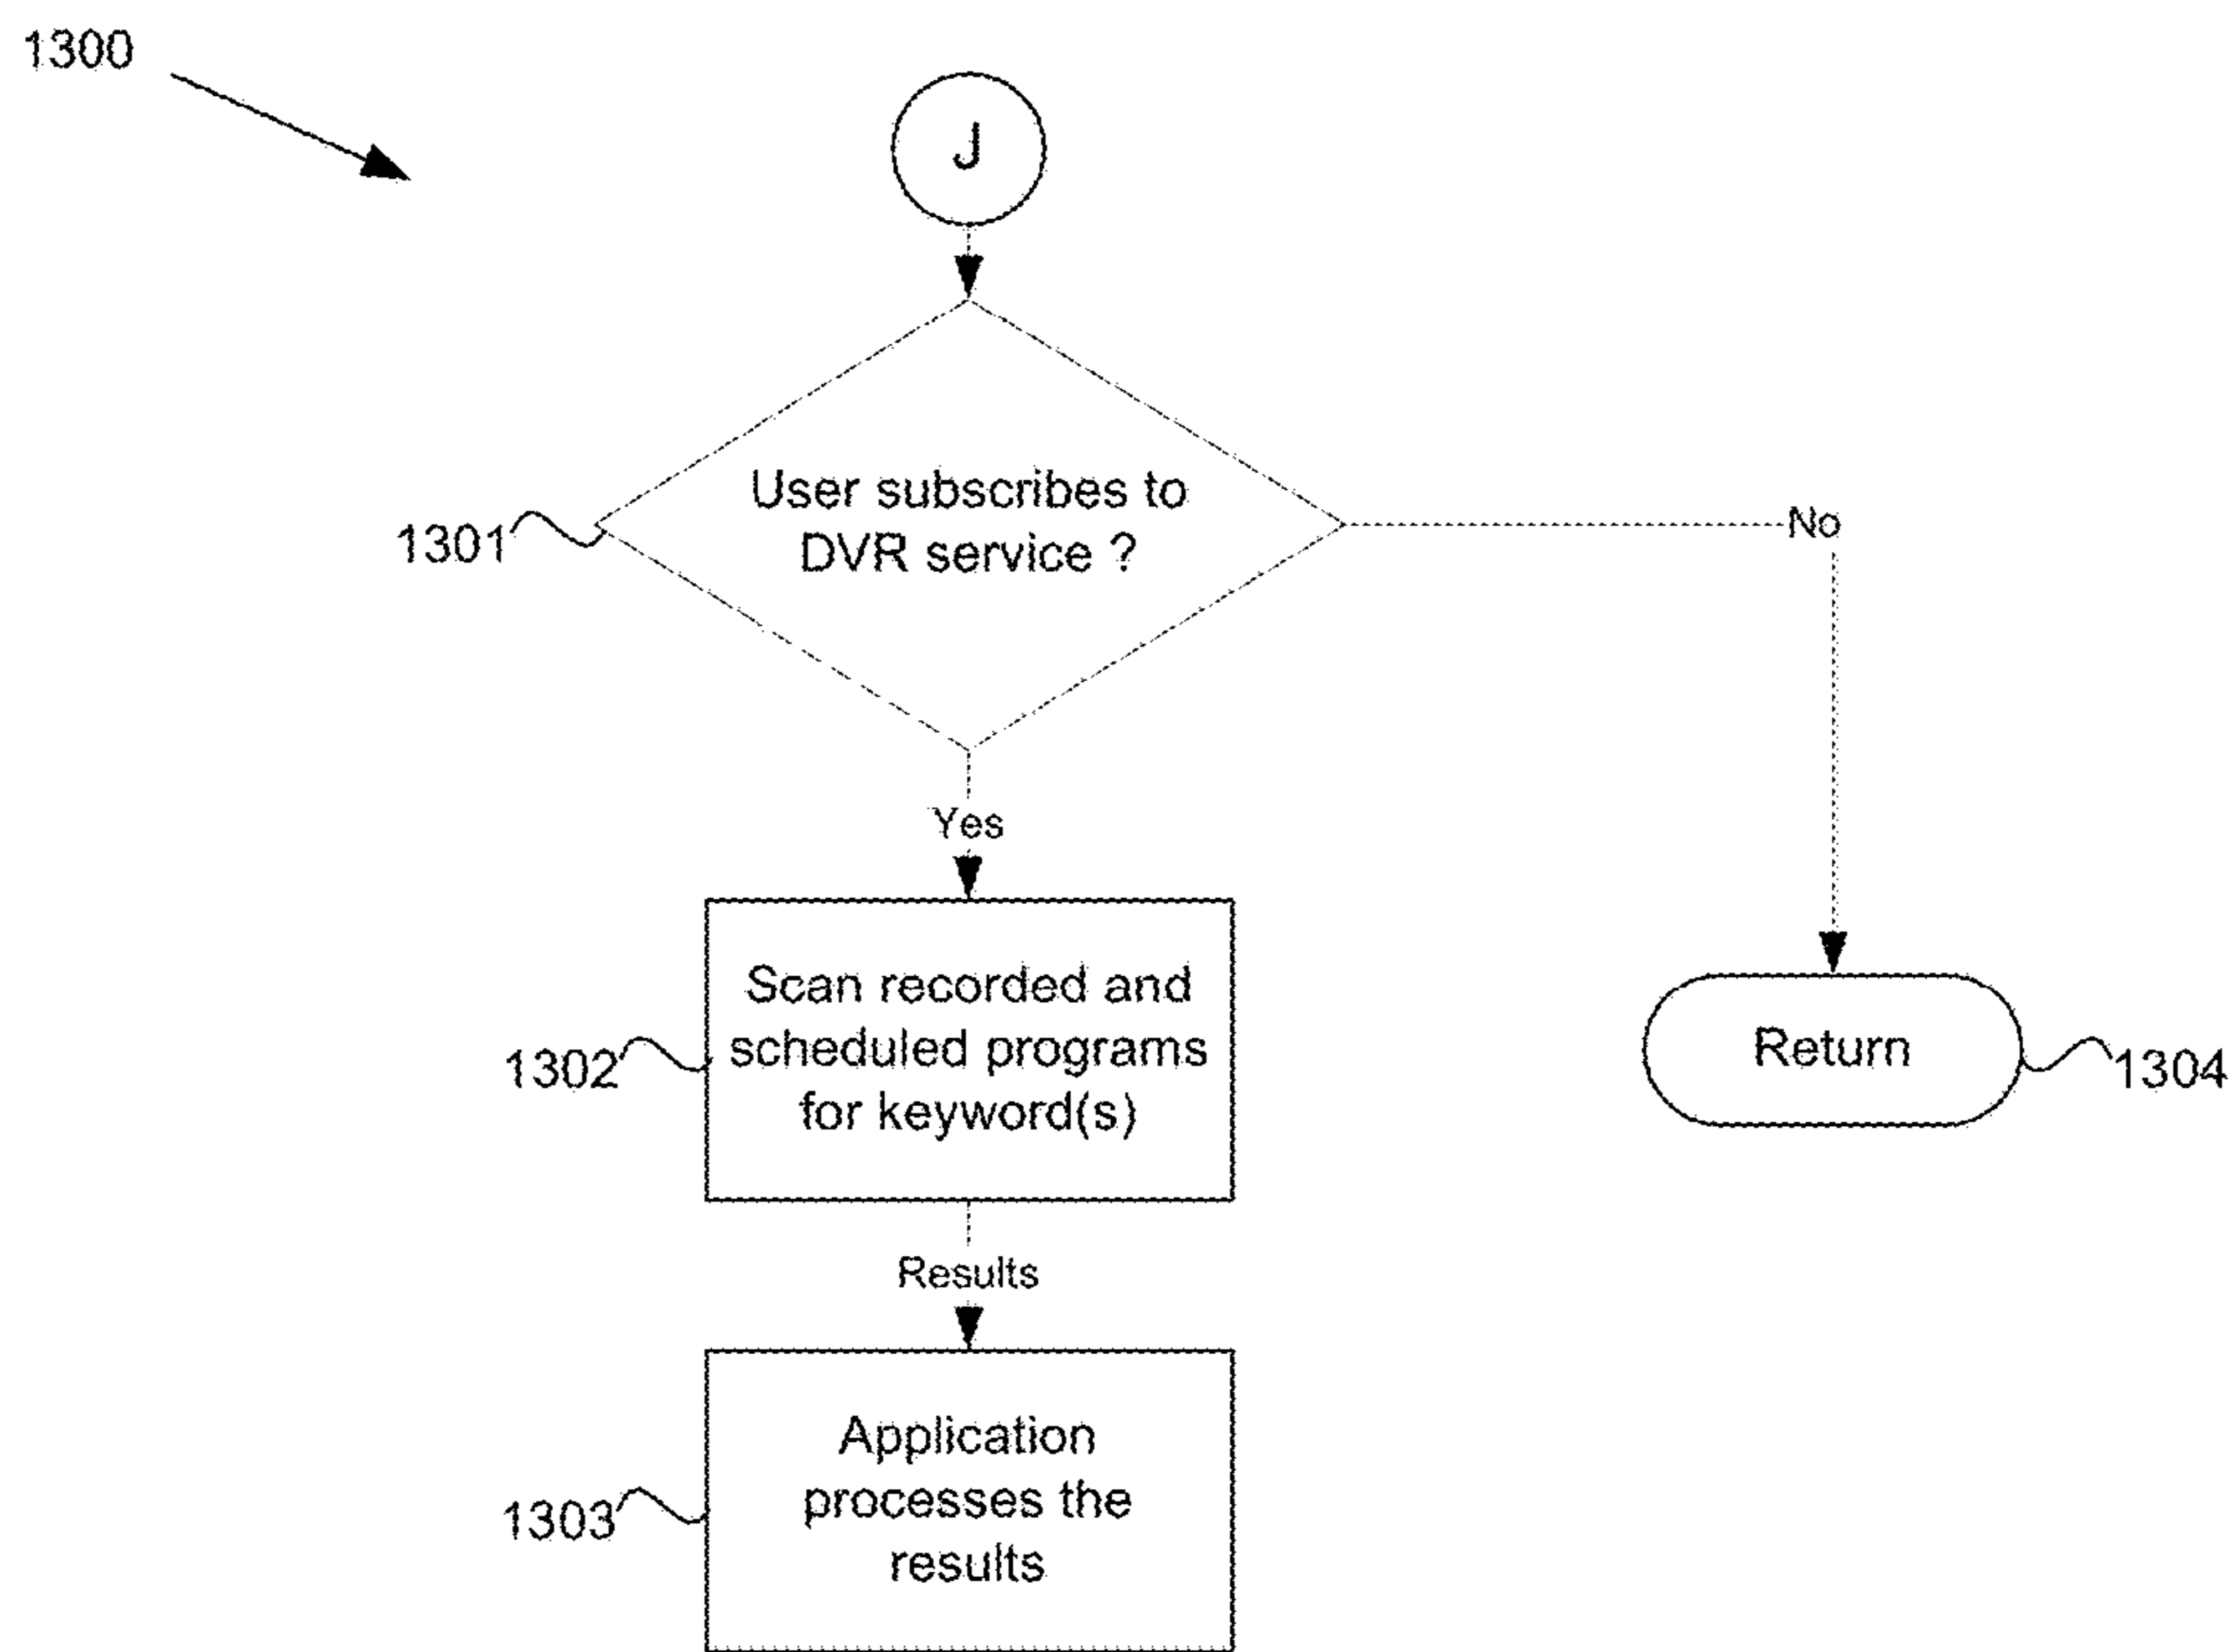 1300
J
User subscribes to
DVR service ?
1301
No
Yes
Scan recorded and
scheduled programs
for keyword(s)
1302
Return
1304
Results
Application
processes the
results
1303